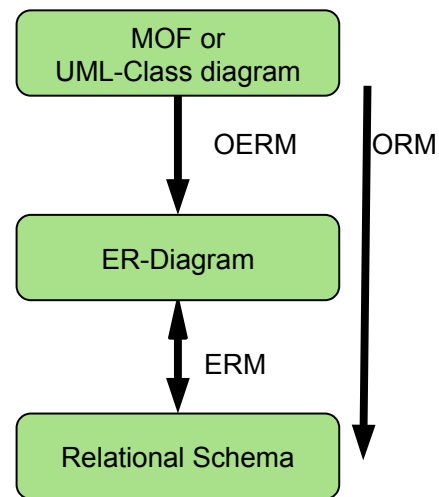 MOF or
UML-Class diagram
OERM
ORM
ER-Diagram
ERM
Relational Schema